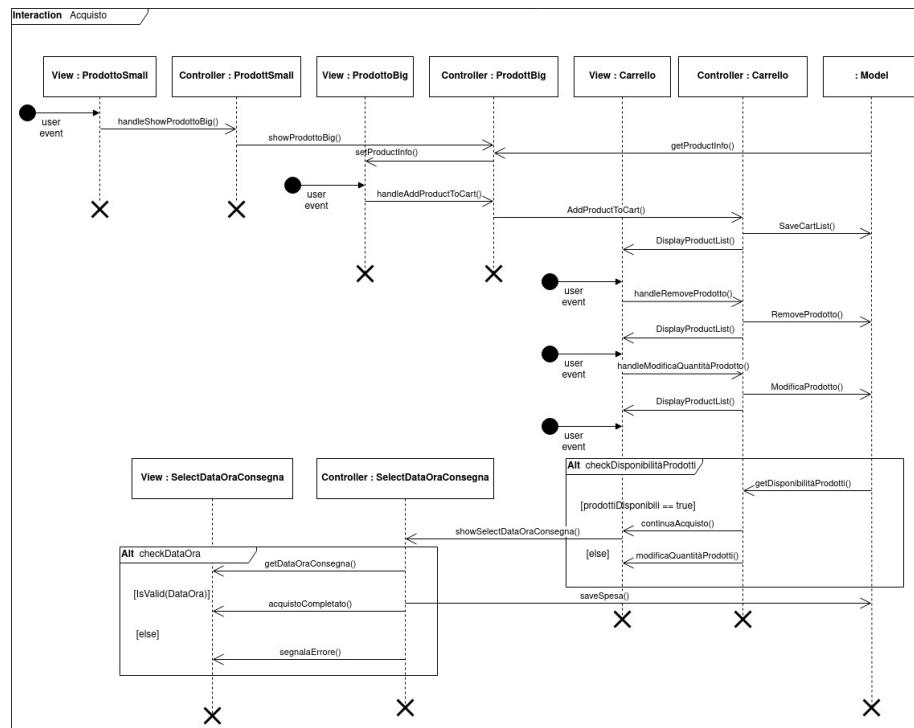 Interaction Acquisto
View : ProdottoSmall
Controller : ProdottSmall
View : ProdottoBig
Controller : ProdottBig
View : Carrello
Controller : Carrello
: Model
user
event
handleShowProdottoBig()
showProdottoBig()
getProductInfo()
setProductInfo()
user
event
handleAddProductToCart()
AddProductToCart()
SaveCartList()
DisplayProductList()
user
event
handleRemoveProdotto()
RemoveProdotto()
DisplayProductList()
user
event
handleModificaQuantitàProdotto()
ModificaProdotto()
DisplayProductList()
user
event
Alt checkDisponibilitàProdotti
View : SelectDataOraConsegna
Controller : SelectDataOraConsegna
getDisponibilitàProdotti()
[prodottiDisponibili == true]
continuaAcquisto()
showSelectDataOraConsegna()
Alt checkDataOra
[else]
modificaQuantitàProdotti()
getDataOraConsegna()
[IsValid(DataOra)]
saveSpesa()
acquistoCompletato()
[else]
segnalaErrore()